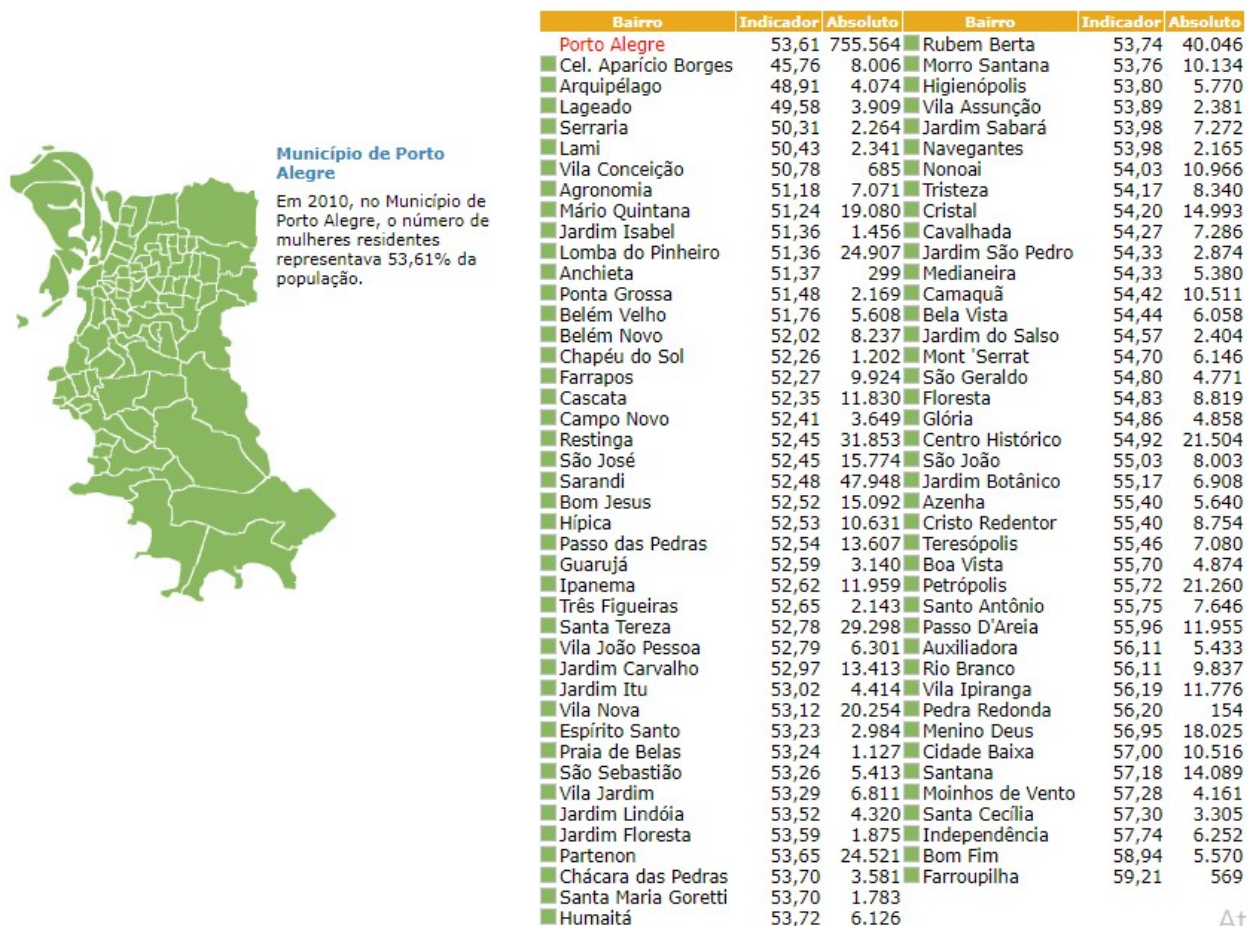 Município de Porto
Alegre
Em 2010, no Município de
Porto Alegre, o número de
mulheres residentes
representava 53,61% da
população.
Bairro Indicador Absoluto Bairro Indicador Absoluto
Porto Alegre 53,61 755.564 Rubem Berta 53,74 40.046
Cel. Aparício Borges 45,76 8.006 Morro Santana 53,76 10.134
Arquipélago 48,91 4.074 Higienópolis 53,80 5.770
Lageado 49,58 3.909 Vila Assunção 53,89 2.381
Serraria 50,31 2.264 Jardim Sabará 53,98 7.272
Lami 50,43 2.341 Navegantes 53,98 2.165
Vila Conceição 50,78 685 Nonoai 54,03 10.966
Agronomia 51,18 7.071 Tristeza 54,17 8.340
Mário Quintana 51,24 19.080 Cristal 54,20 14.993
Jardim Isabel 51,36 1.456 Cavalhada 54,27 7.286
Lomba do Pinheiro 51,36 24.907 Jardim São Pedro 54,33 2.874
Anchieta 51,37 299 Medianeira 54,33 5.380
Ponta Grossa 51,48 2.169 Camaquã 54,42 10.511
Belém Velho 51,76 5.608 Bela Vista 54,44 6.058
Belém Novo 52,02 8.237 Jardim do Salso 54,57 2.404
Chapéu do Sol 52,26 1.202 Mont 'Serrat 54,70 6.146
Farrapos 52,27 9.924 São Geraldo 54,80 4.771
Cascata 52,35 11.830 Floresta 54,83 8.819
Campo Novo 52,41 3.649 Glória 54,86 4.858
Restinga 52,45 31.853 Centro Histórico 54,92 21.504
São José 52,45 15.774 São João 55,03 8.003
Sarandi 52,48 47.948 Jardim Botânico 55,17 6.908
Bom Jesus 52,52 15.092 Azenha 55,40 5.640
Hípica 52,53 10.631 Cristo Redentor 55,40 8.754
Passo das Pedras 52,54 13.607 Teresópolis 55,46 7.080
Guarujá 52,59 3.140 Boa Vista 55,70 4.874
Ipanema 52,62 11.959 Petrópolis 55,72 21.260
Três Figueiras 52,65 2.143 Santo Antônio 55,75 7.646
Santa Tereza 52,78 29.298 Passo D'Areia 55,96 11.955
Vila João Pessoa 52,79 6.301 Auxiliadora 56,11 5.433
Jardim Carvalho 52,97 13.413 Rio Branco 56,11 9.837
Jardim Itu 53,02 4.414 Vila Ipiranga 56,19 11.776
Vila Nova 53,12 20.254 Pedra Redonda 56,20 154
Espírito Santo 53,23 2.984 Menino Deus 56,95 18.025
Praia de Belas 53,24 1.127 Cidade Baixa 57,00 10.516
São Sebastião 53,26 5.413 Santana 57,18 14.089
Vila Jardim 53,29 6.811 Moinhos de Vento 57,28 4.161
Jardim Lindóia 53,52 4.320 Santa Cecília 57,30 3.305
Jardim Floresta 53,59 1.875 Independência 57,74 6.252
Partenon 53,65 24.521 Bom Fim 58,94 5.570
Chácara das Pedras 53,70 3.581 Farroupilha 59,21 569
Santa Maria Goretti 53,70 1.783
Humaitá 53,72 6.126